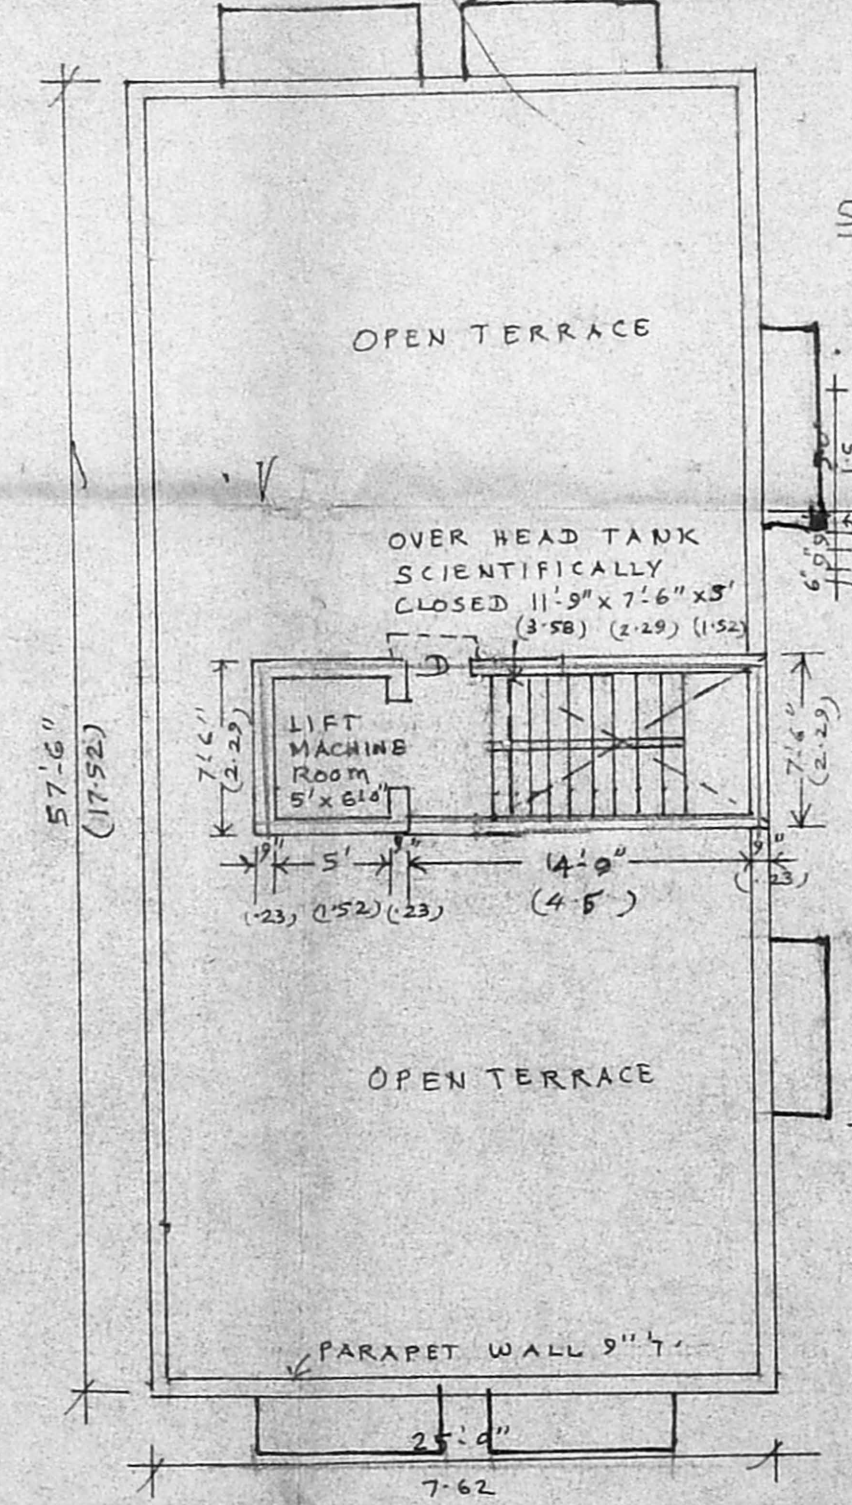 OPEN TERRACE
OVER HEAD TANK
SCIENTIFICALLY
CLOSED 11'-9" x 7'-6" x 5'
(3.58) (2.29) (1.52)
D
LIFT
MACHINE
ROOM
5' x 6'-0"
7'-6"
(2.29)
7'-6"
(2.29)
57'-6"
(17.52)
9" 5' 9" 14'-9" 9"
(.23) (1.52) (.23) (4.5) (.23)
OPEN TERRACE
PARAPET WALL 9"
25'-0"
7.62